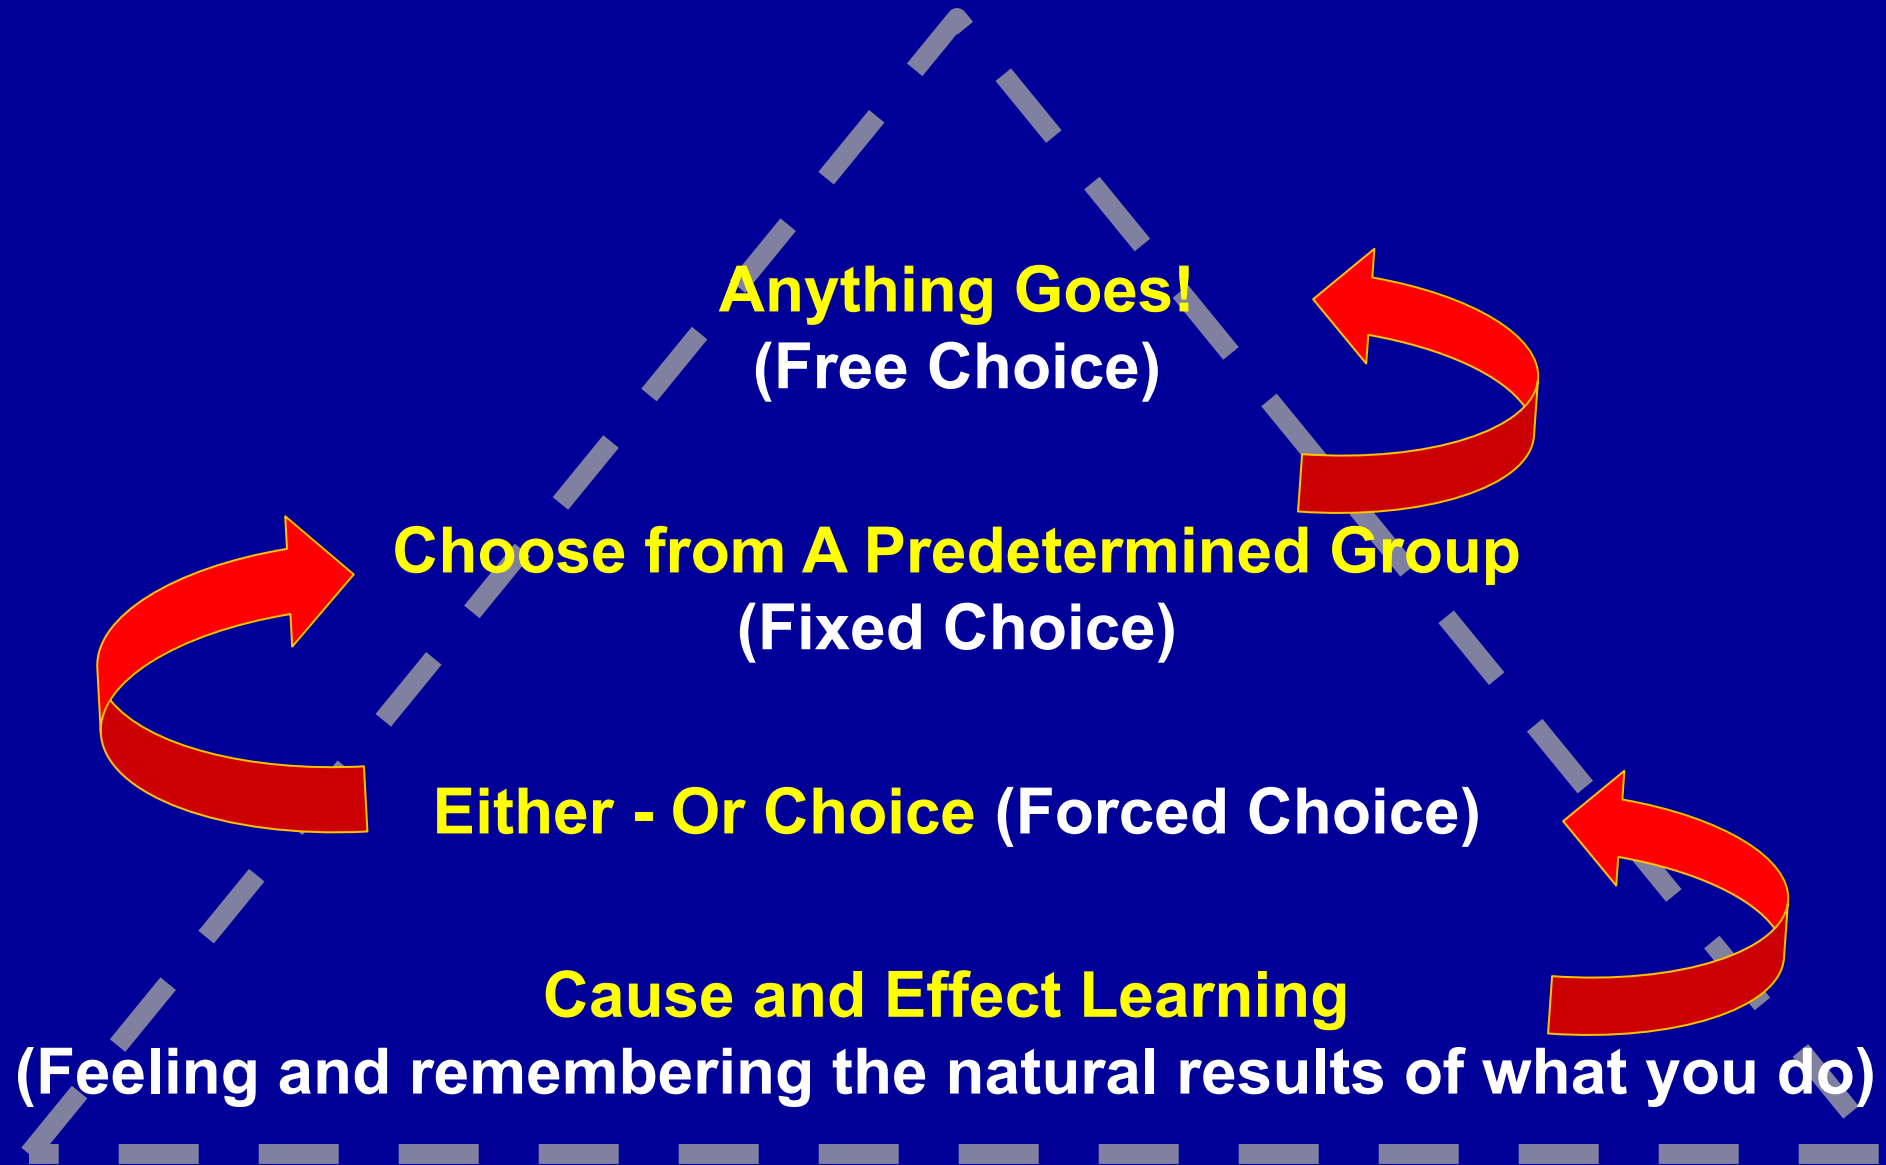 Anything Goes!
(Free Choice)
Choose from A Predetermined Group
(Fixed Choice)
Either - Or Choice (Forced Choice)
Cause and Effect Learning
(Feeling and remembering the natural results of what you do)